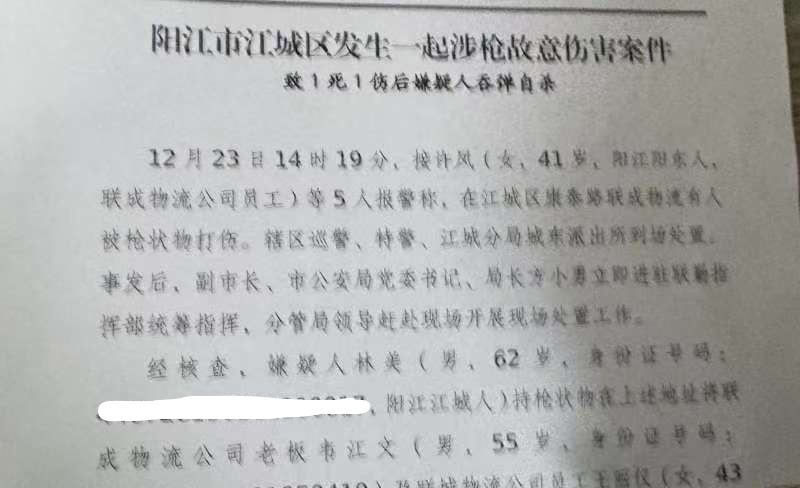 阳江市江城区发生一起涉枪故意伤害案件
致1死1伤后嫌疑人吞弹自杀
12月23日14时19分，接许凤（女，41岁，阳江阳东人，
联成物流公司员工）等5人报警称，在江城区康泰路联成物流有人
被枪状物打伤。辖区巡警、特警、江城分局城东派出所到场处置。
事发后，副市长、市公安局党委书记、局长方小勇立即进驻联勤指
挥部统筹指挥，分管局领导赶赴现场开展现场处置工作。
经核查，嫌疑人林美（男，62岁，身份证号码：
，阳江江城人）持枪状物在上述地址将联
成物流公司老板韦江文（男，55岁，身份证号码：
及联城物流公司员工王 仪（女，43